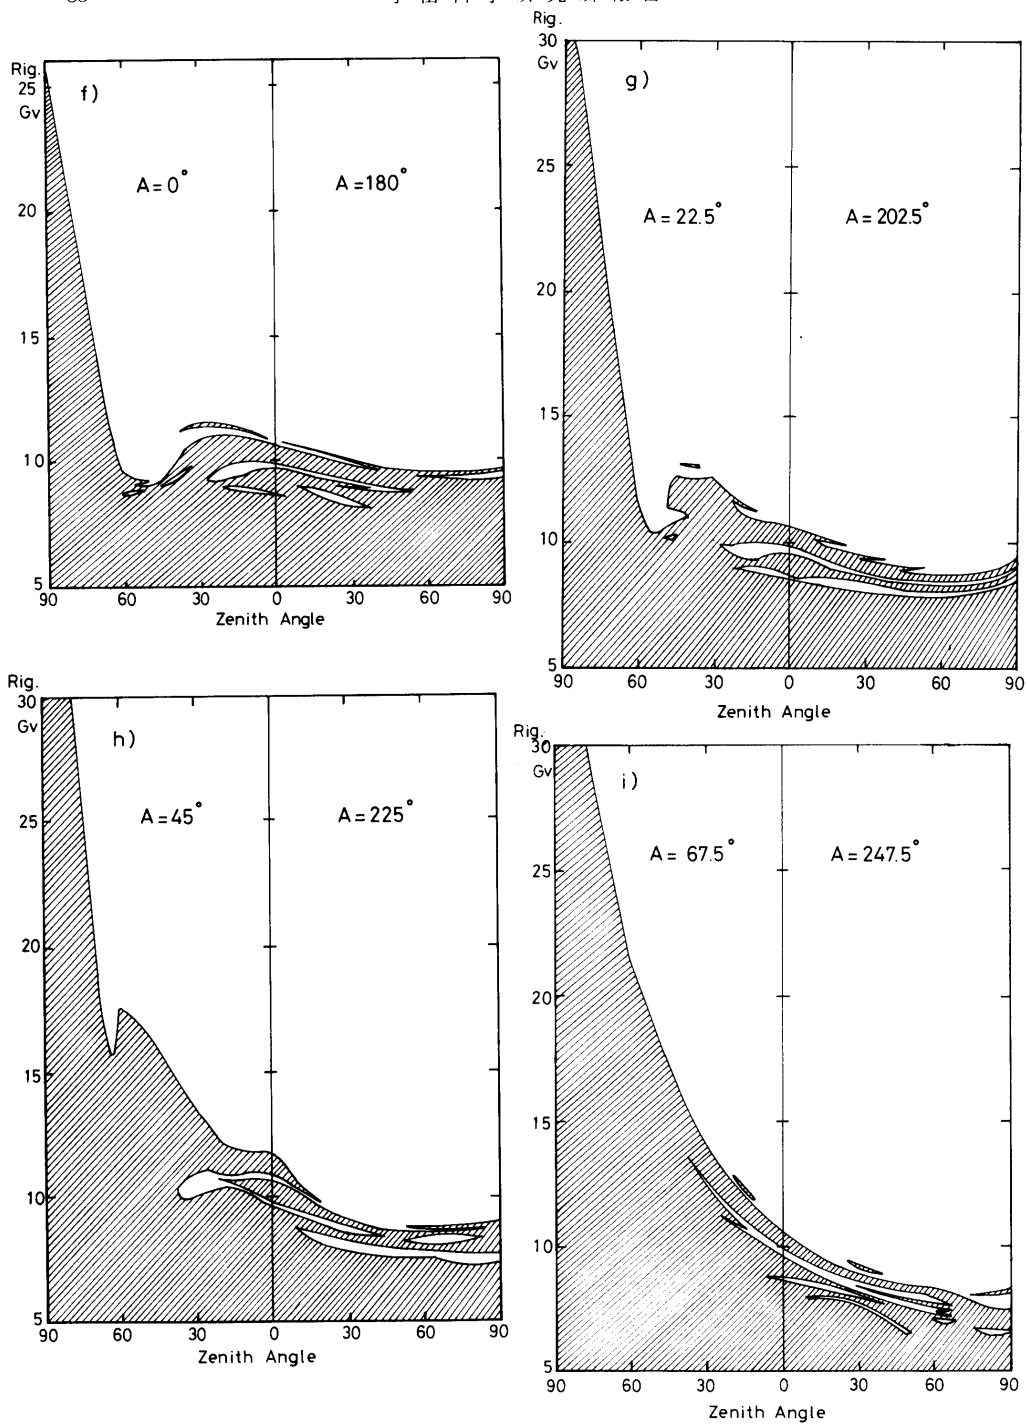 Rig.
25
Gv
f)
A = 0°
A = 180°
20
15
10
5
90 60 30 0 30 60 90
Zenith Angle
Rig.
30
Gv
g)
25
A = 22.5°
A = 202.5°
20
15
10
5
90 60 30 0 30 60 90
Zenith Angle
Rig.
30
Gv
h)
25
A = 45°
A = 225°
20
15
10
5
90 60 30 0 30 60 90
Zenith Angle
Rig.
30
Gv
i)
25
A = 67.5°
A = 247.5°
20
15
10
5
90 60 30 0 30 60 90
Zenith Angle